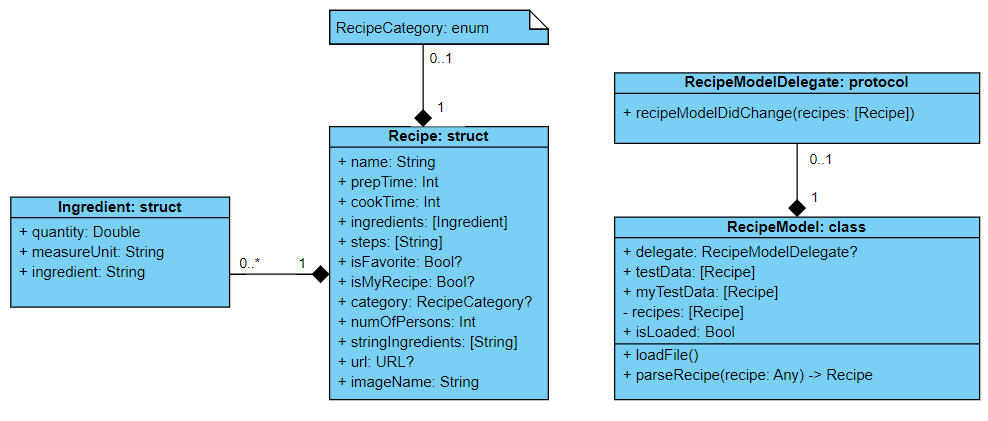 RecipeCategory: enum
0..1
1
Recipe: struct
+ name: String
+ prepTime: Int
+ cookTime: Int
+ ingredients: [Ingredient]
+ steps: [String]
+ isFavorite: Bool?
+ isMyRecipe: Bool?
+ category: RecipeCategory?
+ numOfPersons: Int
+ stringIngredients: [String]
+ url: URL?
+ imageName: String
Ingredient: struct
+ quantity: Double
+ measureUnit: String
+ ingredient: String
0..*
1
RecipeModelDelegate: protocol
+ recipeModelDidChange(recipes: [Recipe])
0..1
1
RecipeModel: class
+ delegate: RecipeModelDelegate?
+ testData: [Recipe]
+ myTestData: [Recipe]
- recipes: [Recipe]
+ isLoaded: Bool
+ loadFile()
+ parseRecipe(recipe: Any) -> Recipe